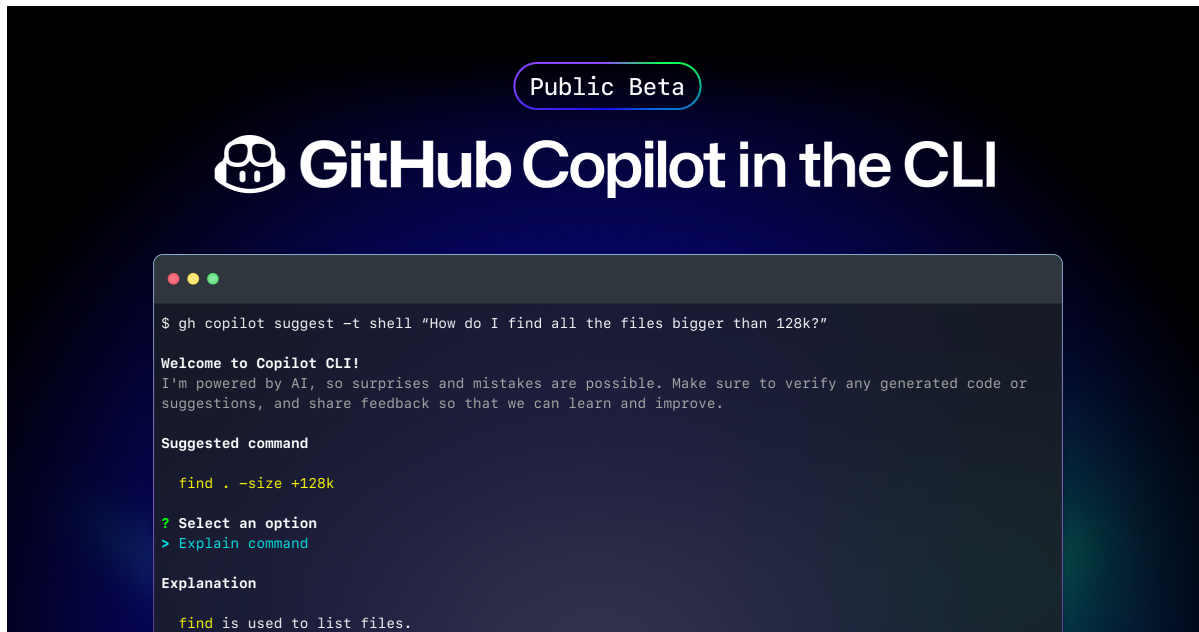 Public Beta
GitHub Copilot in the CLI
$ gh copilot suggest –t shell “How do I find all the files bigger than 128k?”
Welcome to Copilot CLI!
I'm powered by AI, so surprises and mistakes are possible. Make sure to verify any generated code or
suggestions, and share feedback so that we can learn and improve.
Suggested command
find . –size +128k
? Select an option
> Explain command
Explanation
find is used to list files.